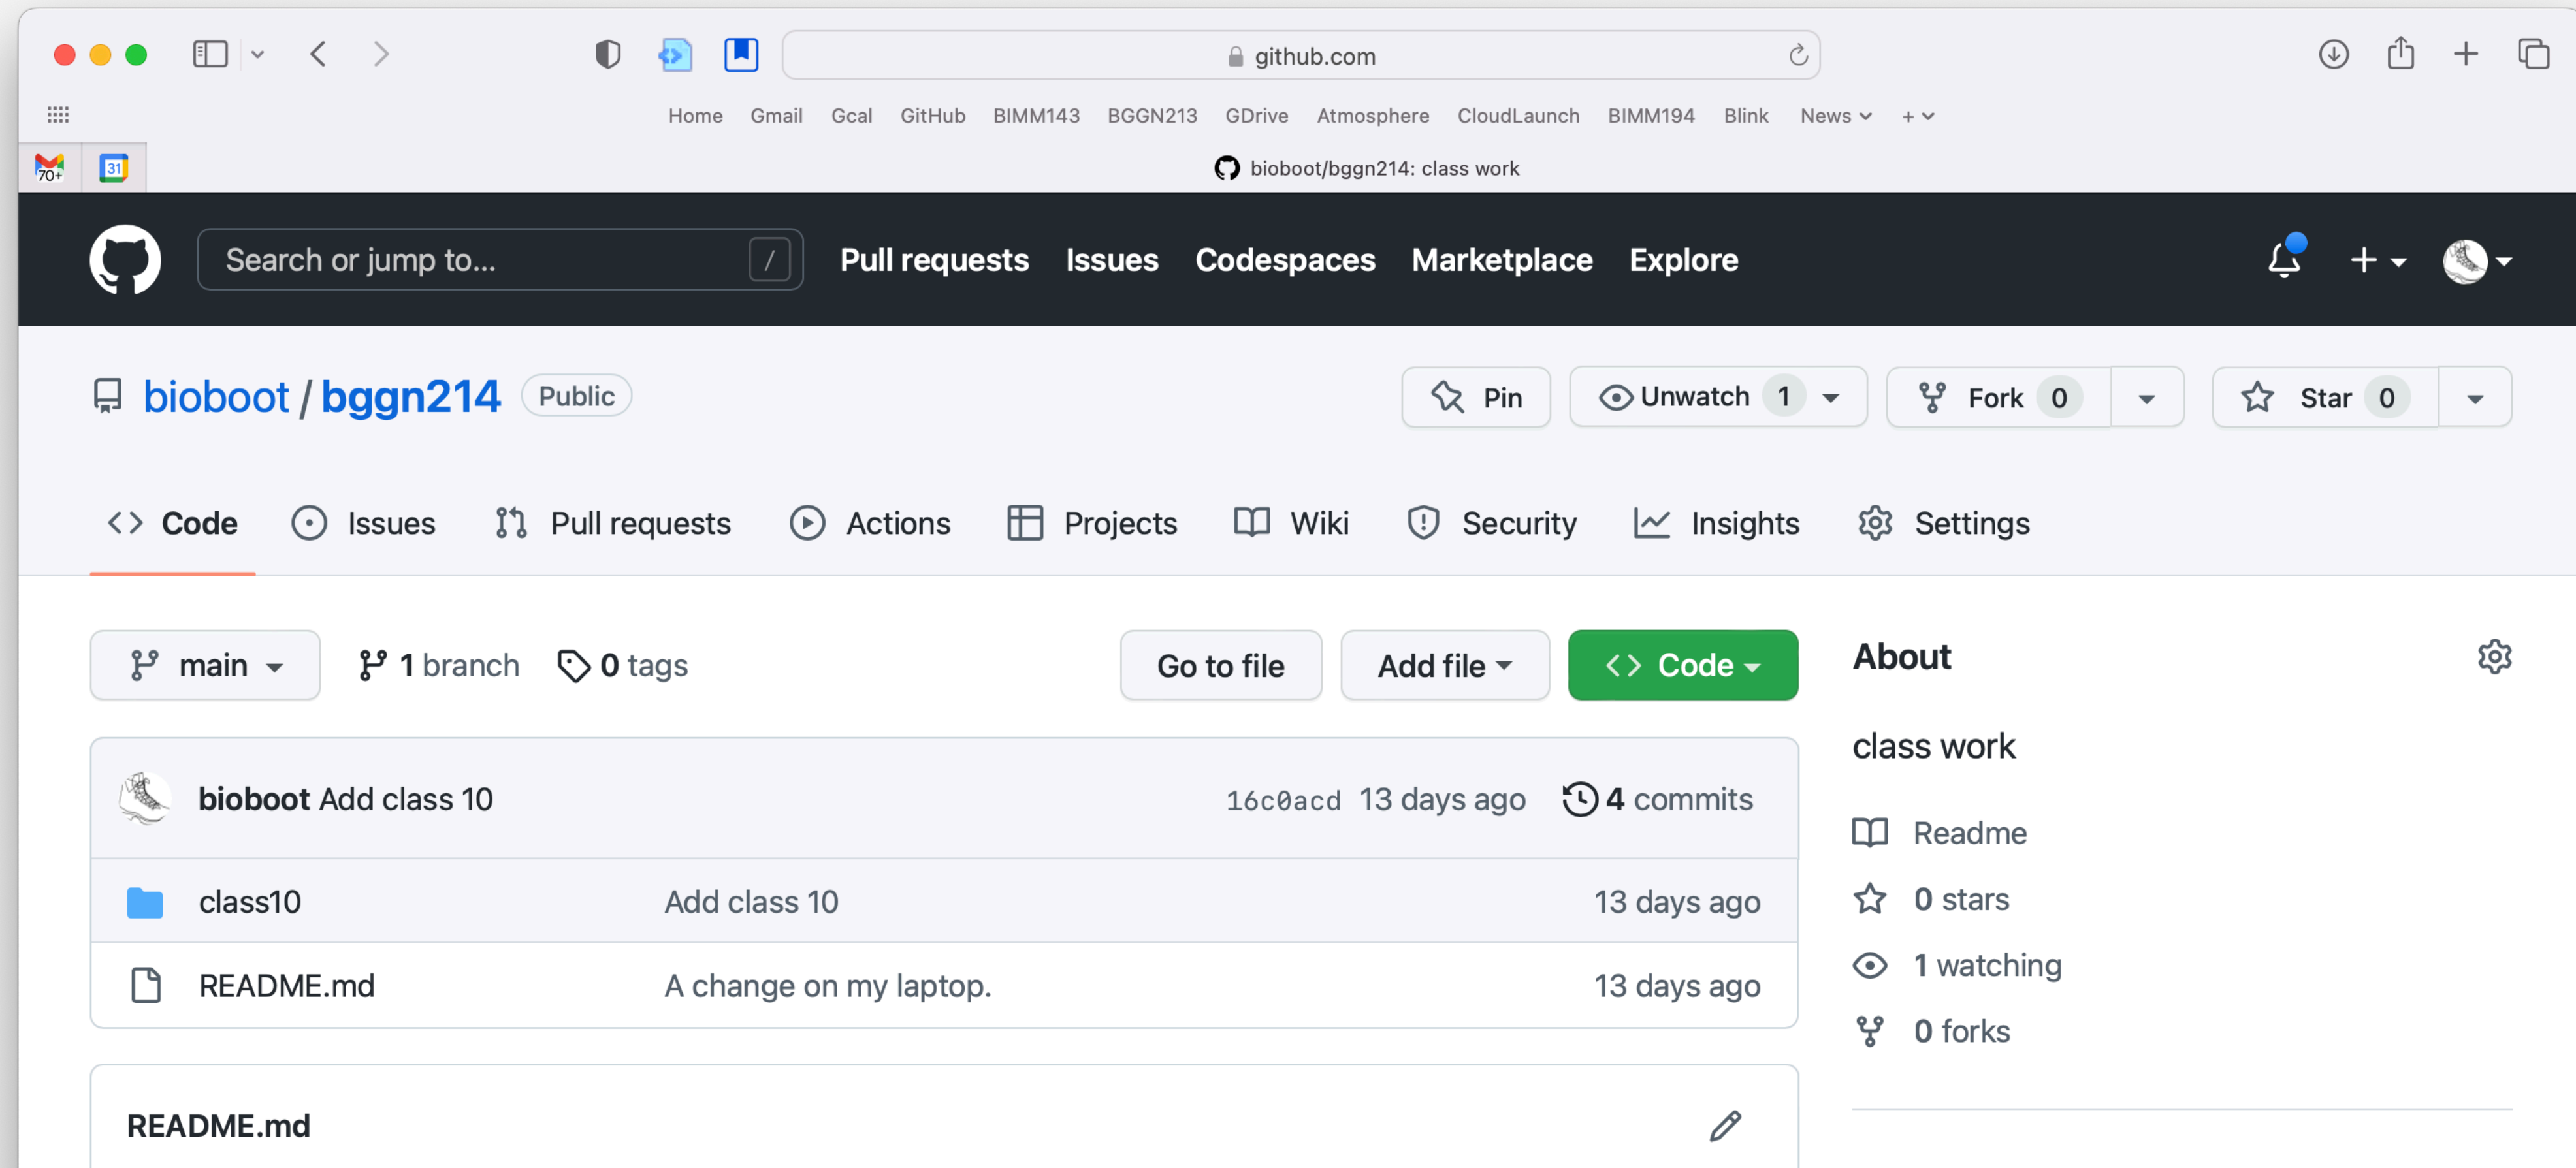 github.com
Home Gmail Gcal GitHub BIMM143 BGGN213 GDrive Atmosphere CloudLaunch BIMM194 Blink News +
70+ 31 bioboot/bggn214: class work
Search or jump to... / Pull requests Issues Codespaces Marketplace Explore +
bioboot / bggn214 Public Pin Unwatch 1 Fork 0 Star 0
Code Issues Pull requests Actions Projects Wiki Security Insights Settings
main 1 branch 0 tags Go to file Add file Code
About
class work
bioboot Add class 10 16c0acd 13 days ago 4 commits
Readme
class10 Add class 10 13 days ago
0 stars
README.md A change on my laptop. 13 days ago
1 watching
0 forks
README.md